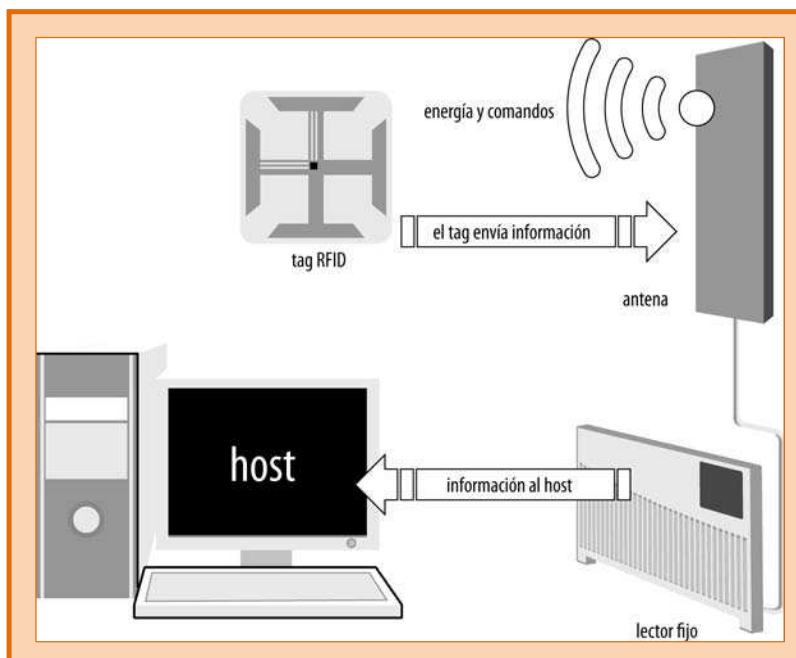 energía y comandos
el tag envía información
tag RFID
antena
host
información al host
lector fijo